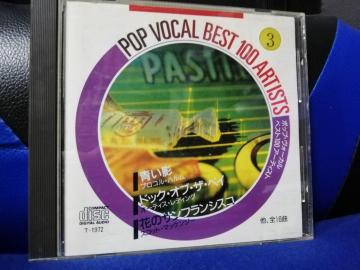 POP VOCAL BEST 100 ARTISTS
3
ポップ・ヴォーカル
ベスト100アーティスト
PAST
青い影
プロコル・ハルム
ドック・オブ・ザ・ベイ
オーティス・レディング
花のサンフランシスコ
スコット・マッケンジー
他、全16曲
COMPACT
disc
DIGITAL AUDIO
T-1972